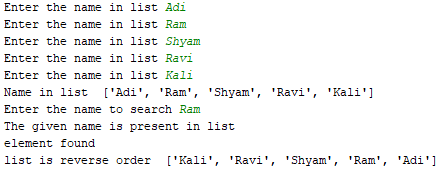 Enter the name in list Adi
Enter the name in list Ram
Enter the name in list Shyam
Enter the name in list Ravi
Enter the name in list Kali
Name in list  ['Adi', 'Ram', 'Shyam', 'Ravi', 'Kali']
Enter the name to search Ram
The given name is present in list
element found
list is reverse order  ['Kali', 'Ravi', 'Shyam', 'Ram', 'Adi']